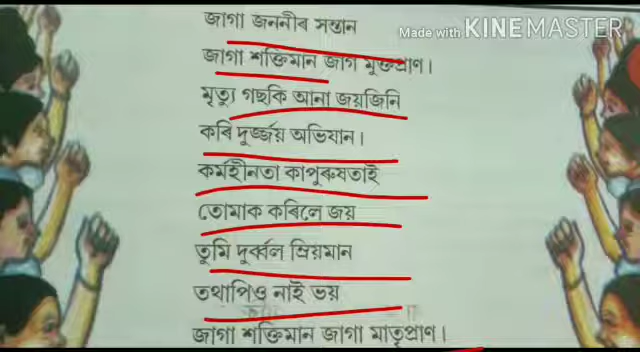 জাগা জননীৰ সন্তান
Made with KINEMASTER
জাগা শক্তিমান জাগ মুক্তপ্ৰাণ।
মৃত্যু গছকি আনা জয়জিনি
কৰি দুৰ্জ্জয় অভিযান।
কৰ্মহীনতা কাপুৰুষতাই
তোমাক কৰিলে জয়
তুমি দুৰ্ব্বল ম্ৰিয়মান
তথাপিও নাই ভয়
জাগা শক্তিমান জাগা মাতৃপ্ৰাণ।